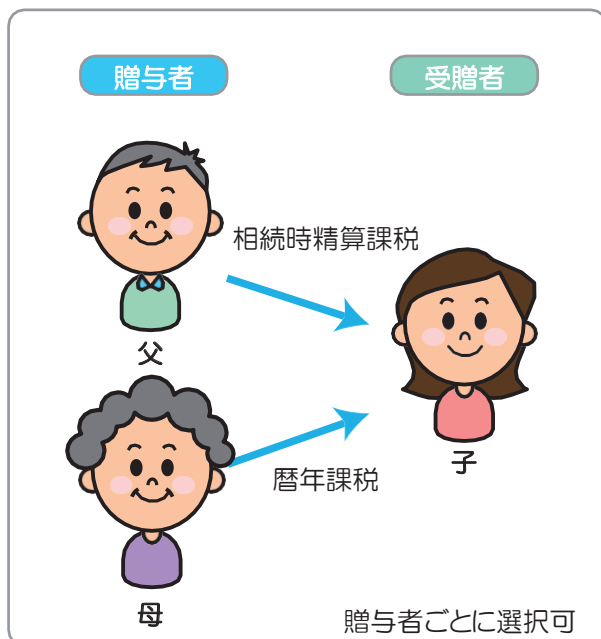 贈与者
受贈者
相続時精算課税
父
子
暦年課税
母
贈与者ごとに選択可